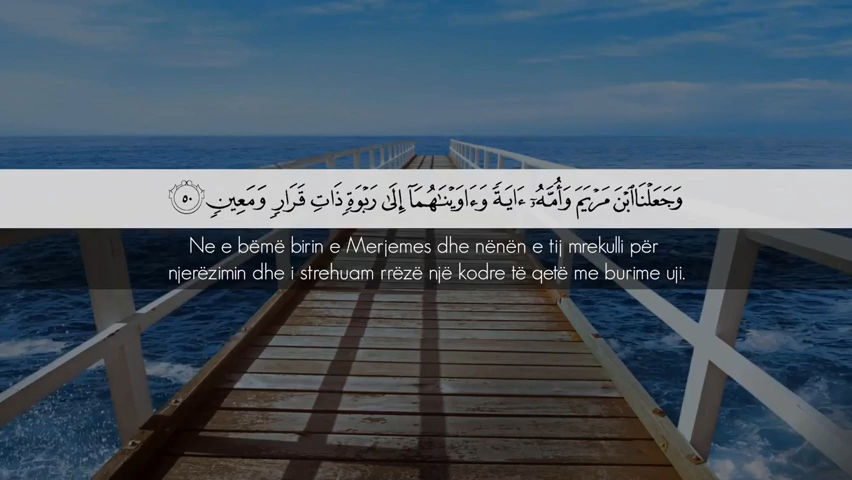 وَجَعَلْنَا ٱبْنَ مَرْيَمَ وَأُمَّهُۥٓ ءَايَةً وَءَاوَيْنَٰهُمَآ إِلَىٰ رَبْوَةٍ ذَاتِ قَرَارٍ وَمَعِينٍ ٥٠
Ne e bëmë birin e Merjemes dhe nënën e tij mrekulli për
njerëzimin dhe i strehuam rrëzë një kodre të qetë me burime uji.